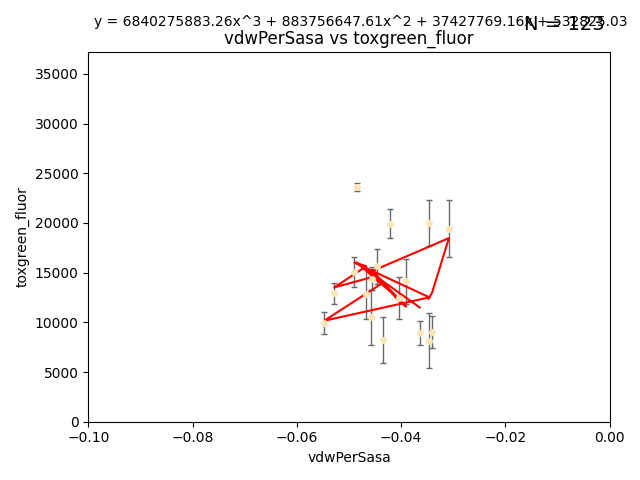 y = 6840275883.26x^3 + 883756647.61x^2 + 37427769.16x + 532825.03
N = 123
vdwPerSasa vs toxgreen_fluor
35000
30000
25000
20000
15000
10000
5000
0
toxgreen_fluor
−0.10
−0.08
−0.06
−0.04
−0.02
0.00
vdwPerSasa